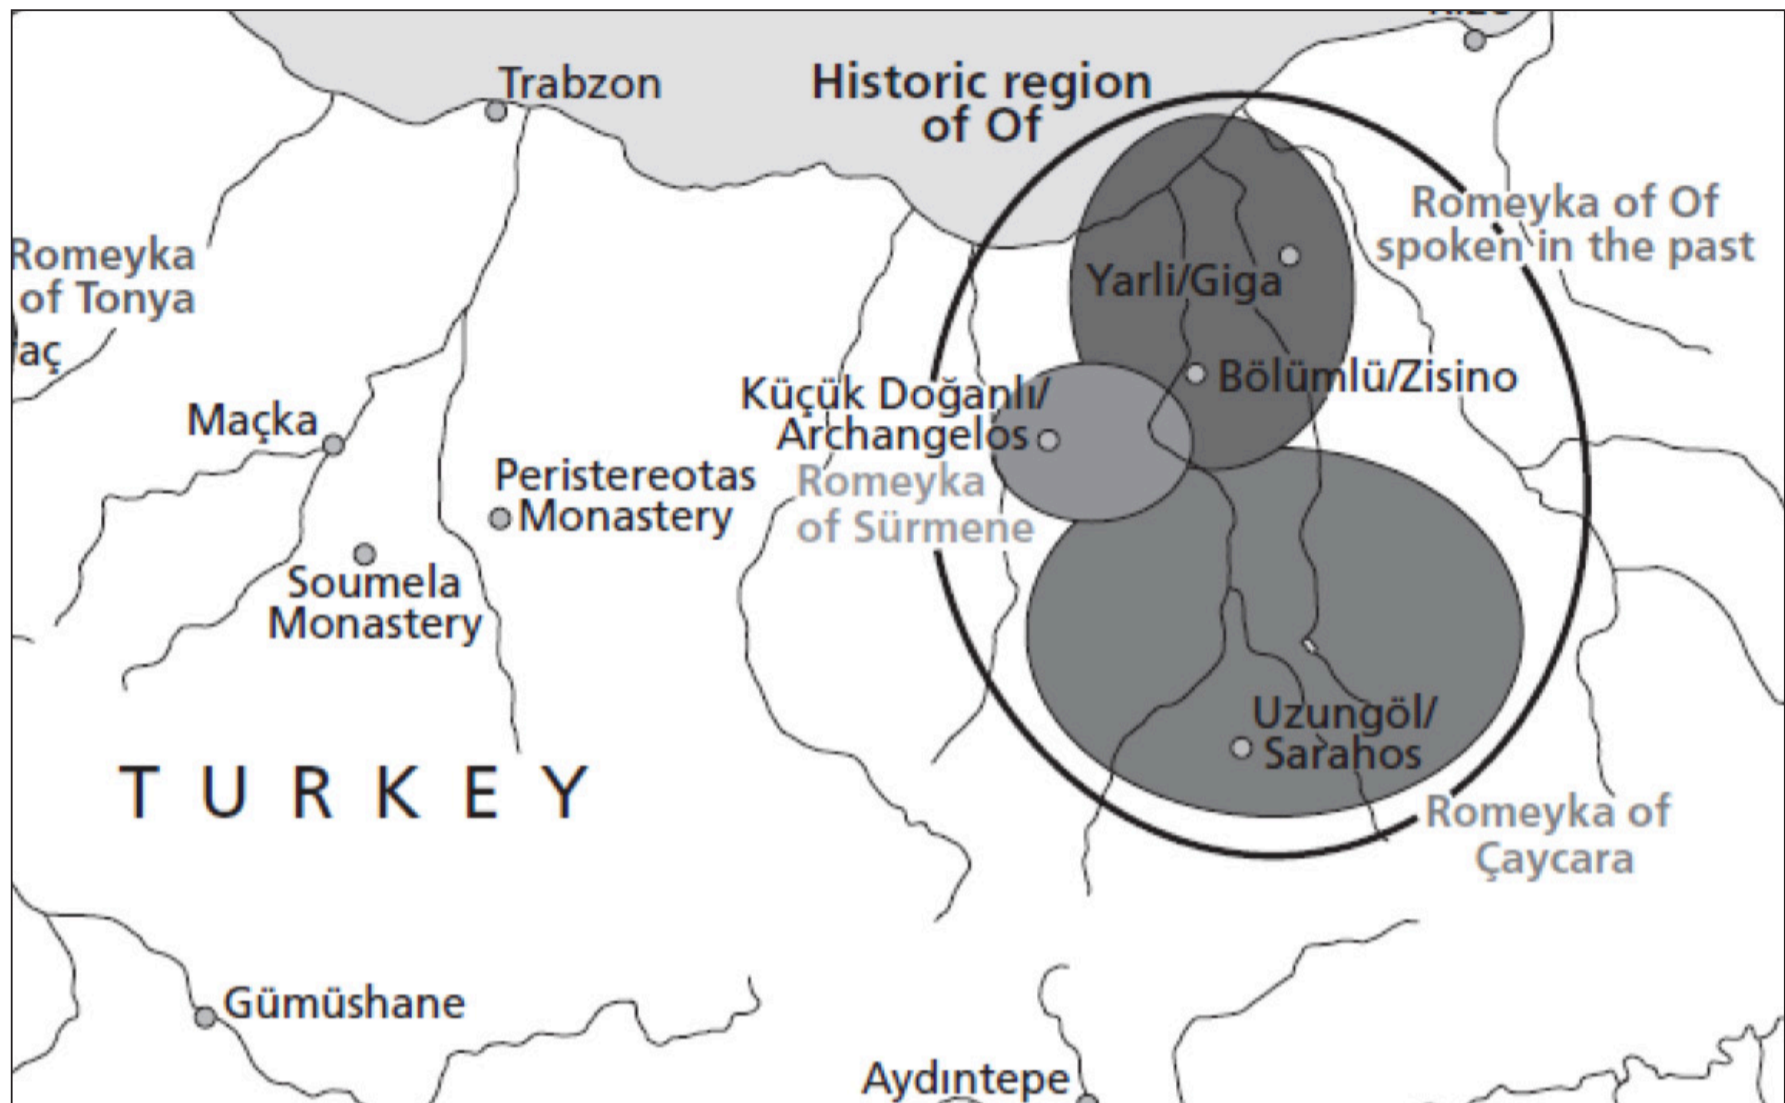 Trabzon
Historic region
of Of
Romeyka of Of
spoken in the past
Romeyka
of Tonya
aç
Yarli/Giga
Bölümlü/Zisino
Küçük Doğanlı/
Archangelos
Romeyka
of Sürmene
Maçka
Peristereotas
Monastery
Soumela
Monastery
Uzungöl/
Sarahos
TURKEY
Romeyka of
Çaycara
Gümüshane
Aydıntepe